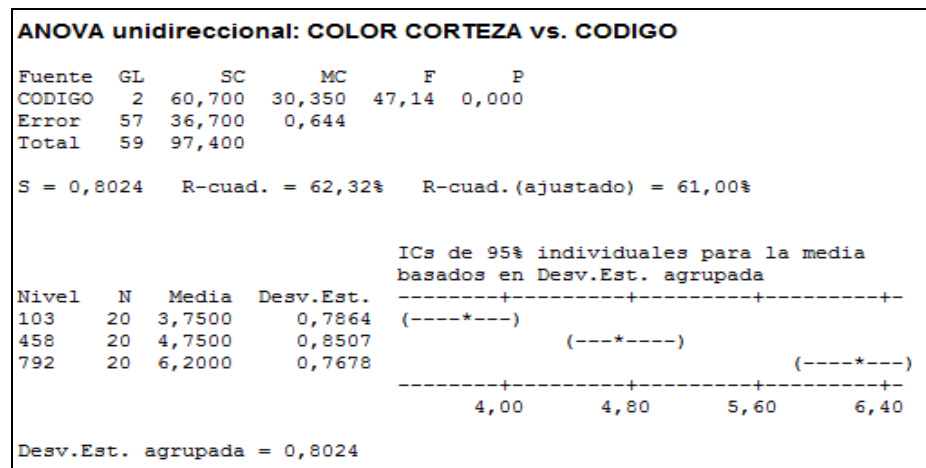 ANOVA unidireccional: COLOR CORTEZA vs. CODIGO
Fuente  GL      SC      MC      F      P
CODIGO   2  60,700  30,350  47,14  0,000
Error   57  36,700   0,644
Total   59  97,400
S = 0,8024   R-cuad. = 62,32%   R-cuad.(ajustado) = 61,00%
                              ICs de 95% individuales para la media
                              basados en Desv.Est. agrupada
Nivel   N   Media  Desv.Est.  --------+---------+---------+---------+-
103    20  3,7500     0,7864  (----*---)
458    20  4,7500     0,8507               (---*----)
792    20  6,2000     0,7678                                 (----*---)
                              --------+---------+---------+---------+-
                                    4,00      4,80      5,60      6,40
Desv.Est. agrupada = 0,8024